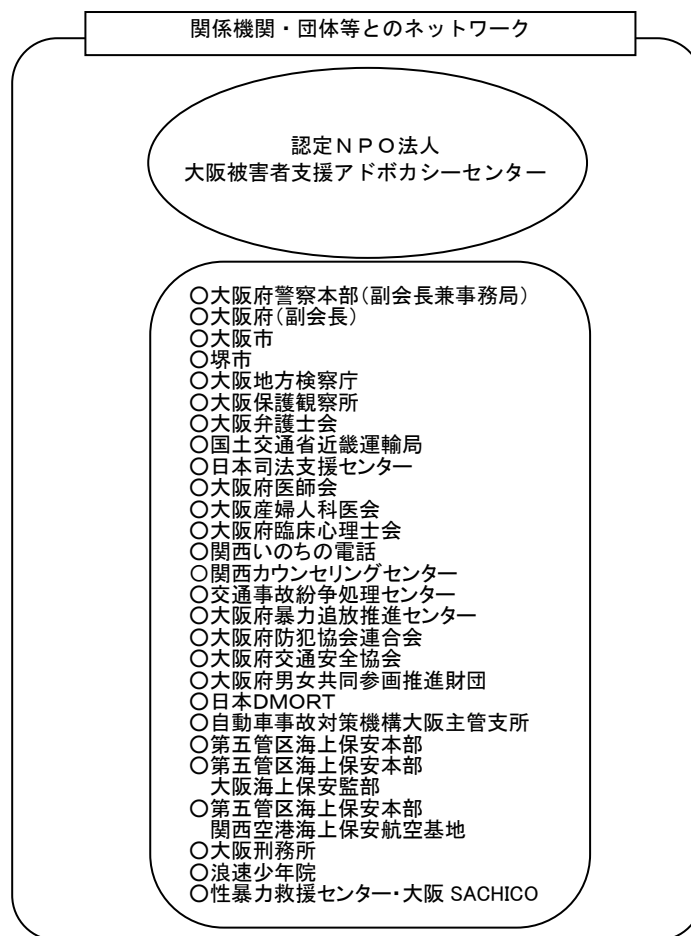 関係機関・団体等とのネットワーク
認定ＮＰＯ法人
大阪被害者支援アドボカシーセンター
○大阪府警察本部(副会長兼事務局)
○大阪府(副会長)
○大阪市
○堺市
○大阪地方検察庁
○大阪保護観察所
○大阪弁護士会
○国土交通省近畿運輸局
○日本司法支援センター
○大阪府医師会
○大阪産婦人科医会
○大阪府臨床心理士会
○関西いのちの電話
○関西カウンセリングセンター
○交通事故紛争処理センター
○大阪府暴力追放推進センター
○大阪府防犯協会連合会
○大阪府交通安全協会
○大阪府男女共同参画推進財団
○日本DMORT
○自動車事故対策機構大阪主管支所
○第五管区海上保安本部
○第五管区海上保安本部
大阪海上保安監部
○第五管区海上保安本部
関西空港海上保安航空基地
○大阪刑務所
○浪速少年院
○性暴力救援センター・大阪 SACHICO